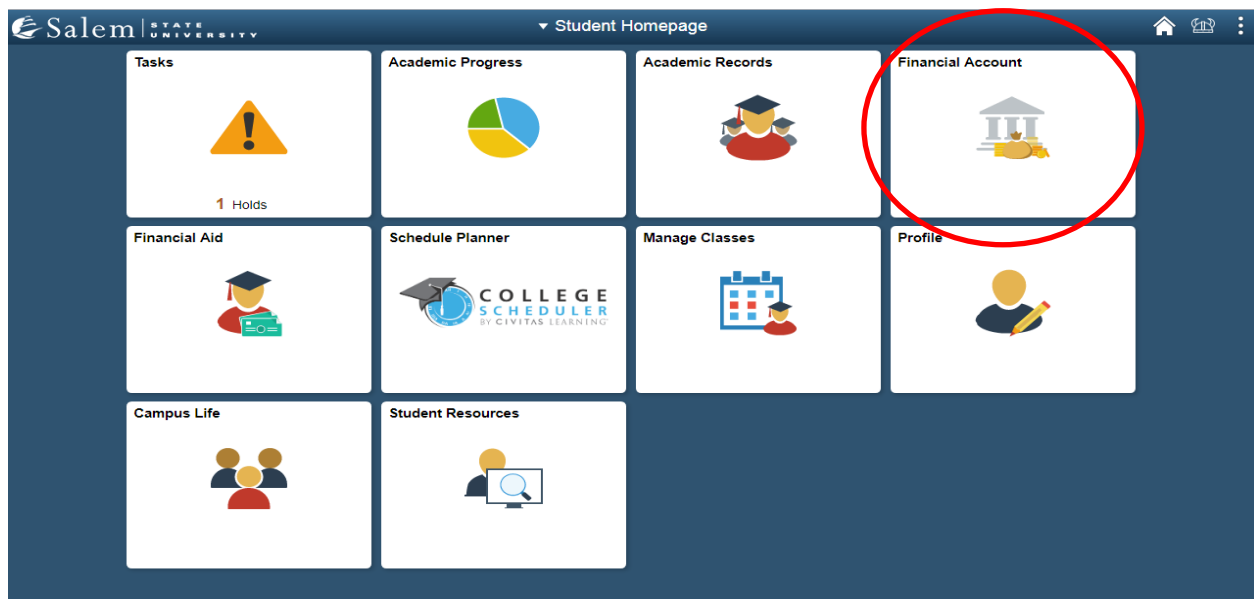 Salem STATE UNIVERSITY
Student Homepage
Tasks
1 Holds
Academic Progress
Academic Records
Financial Account
Financial Aid
Schedule Planner
COLLEGE
SCHEDULER
BY CIVITAS LEARNING
Manage Classes
Profile
Campus Life
Student Resources